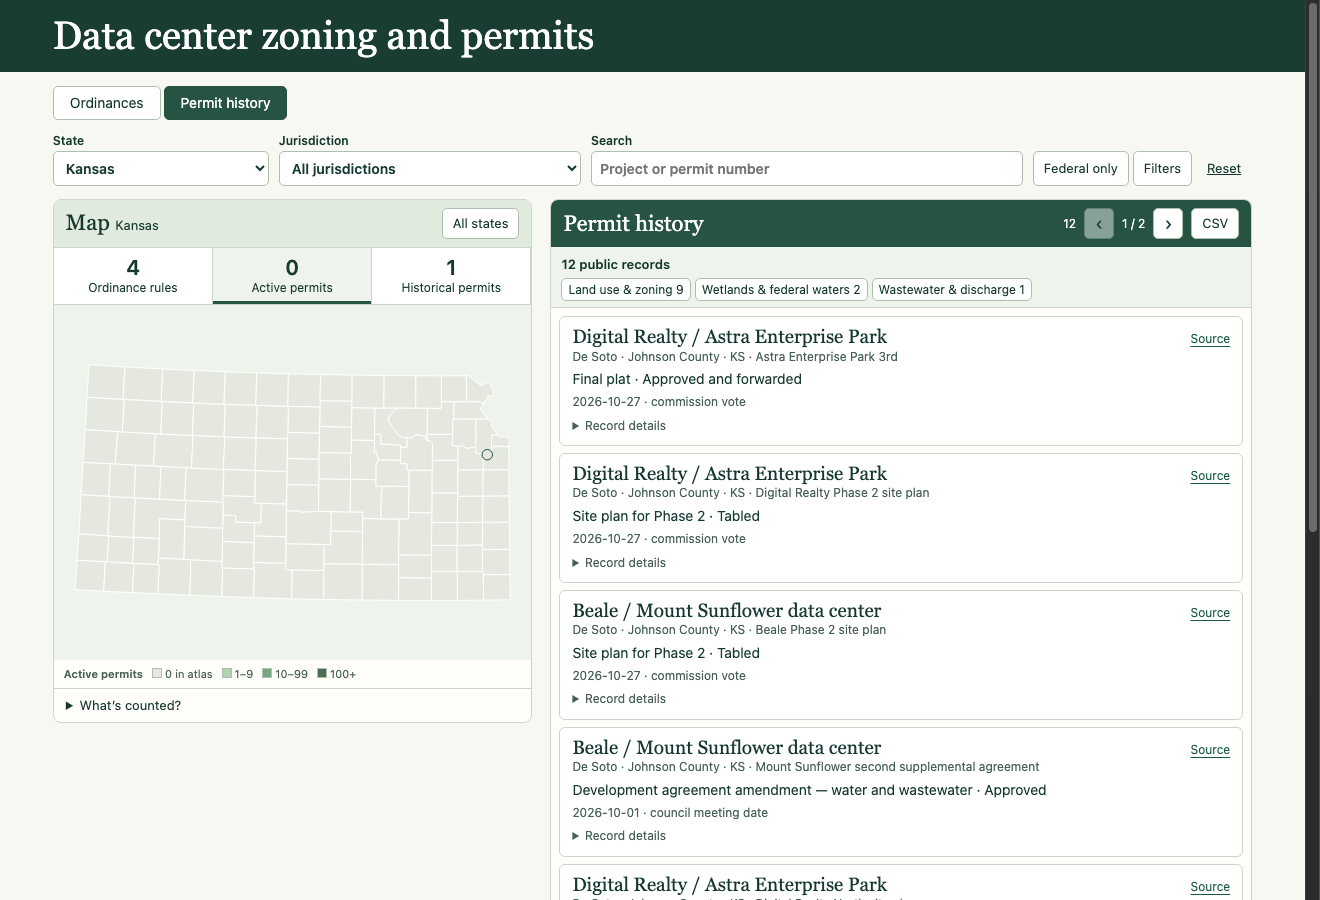 Data center zoning and permits
Ordinances
Permit history
State
Jurisdiction
Search
Kansas
All jurisdictions
Project or permit number
Federal only
Filters
Reset
Map Kansas
All states
4
Ordinance rules
0
Active permits
1
Historical permits
Active permits
0 in atlas
1–9
10–99
100+
What's counted?
Permit history
12
‹
1 / 2
›
CSV
12 public records
Land use & zoning 9
Wetlands & federal waters 2
Wastewater & discharge 1
Digital Realty / Astra Enterprise Park
Source
De Soto · Johnson County · KS · Astra Enterprise Park 3rd
Final plat · Approved and forwarded
2026-10-27 · commission vote
Record details
Digital Realty / Astra Enterprise Park
Source
De Soto · Johnson County · KS · Digital Realty Phase 2 site plan
Site plan for Phase 2 · Tabled
2026-10-27 · commission vote
Record details
Beale / Mount Sunflower data center
Source
De Soto · Johnson County · KS · Beale Phase 2 site plan
Site plan for Phase 2 · Tabled
2026-10-27 · commission vote
Record details
Beale / Mount Sunflower data center
Source
De Soto · Johnson County · KS · Mount Sunflower second supplemental agreement
Development agreement amendment — water and wastewater · Approved
2026-10-01 · council meeting date
Record details
Digital Realty / Astra Enterprise Park
Source